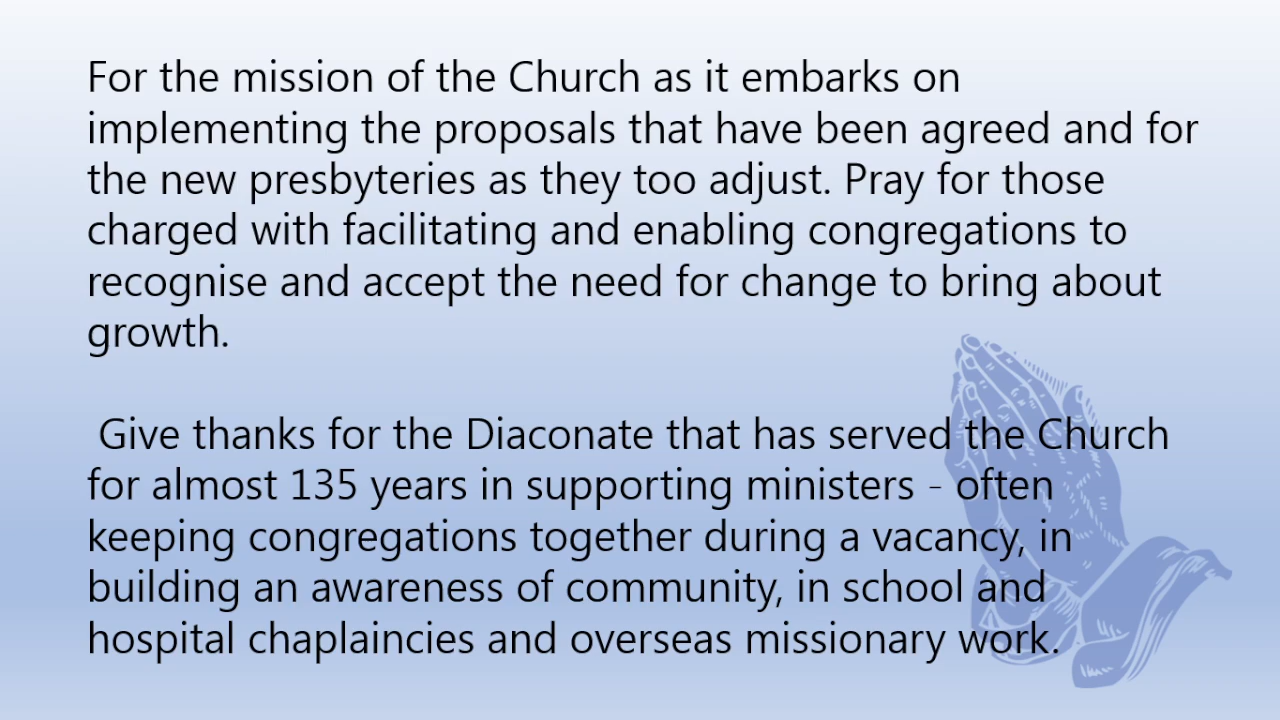 For the mission of the Church as it embarks on
implementing the proposals that have been agreed and for
the new presbyteries as they too adjust. Pray for those
charged with facilitating and enabling congregations to
recognise and accept the need for change to bring about
growth.
Give thanks for the Diaconate that has served the Church
for almost 135 years in supporting ministers - often
keeping congregations together during a vacancy, in
building an awareness of community, in school and
hospital chaplaincies and overseas missionary work.